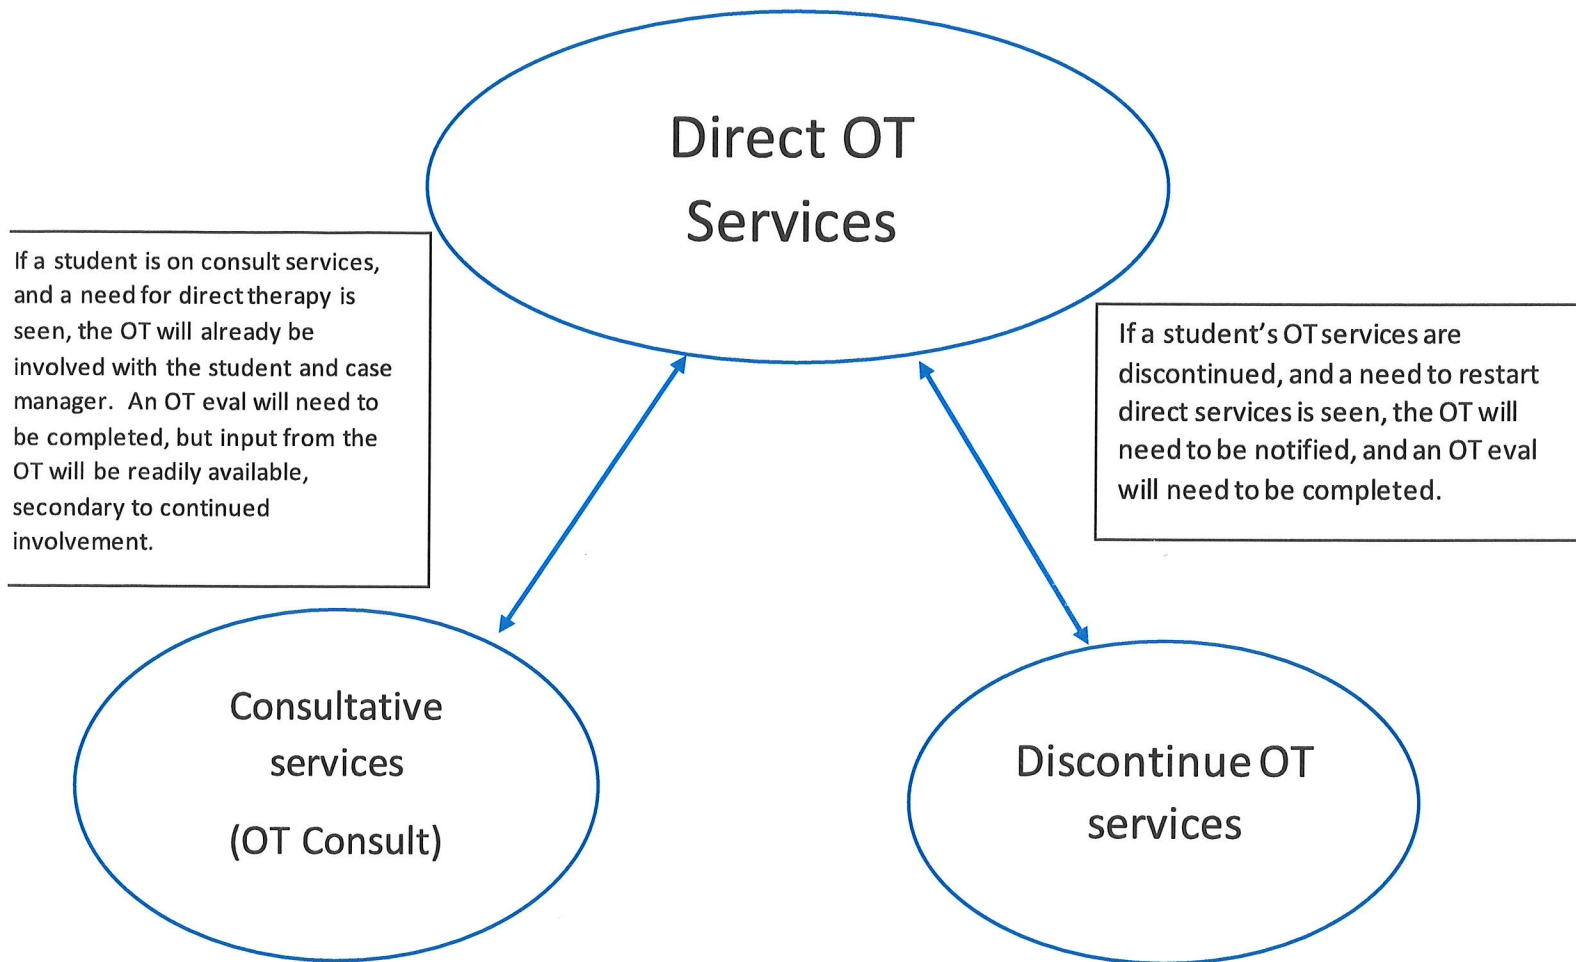 Direct OT
Services
If a student is on consult services,
and a need for direct therapy is
seen, the OT will already be
involved with the student and case
manager.  An OT eval will need to
be completed, but input from the
OT will be readily available,
secondary to continued
involvement.
If a student's OT services are
discontinued, and a need to restart
direct services is seen, the OT will
need to be notified, and an OT eval
will need to be completed.
Consultative
services
(OT Consult)
Discontinue OT
services